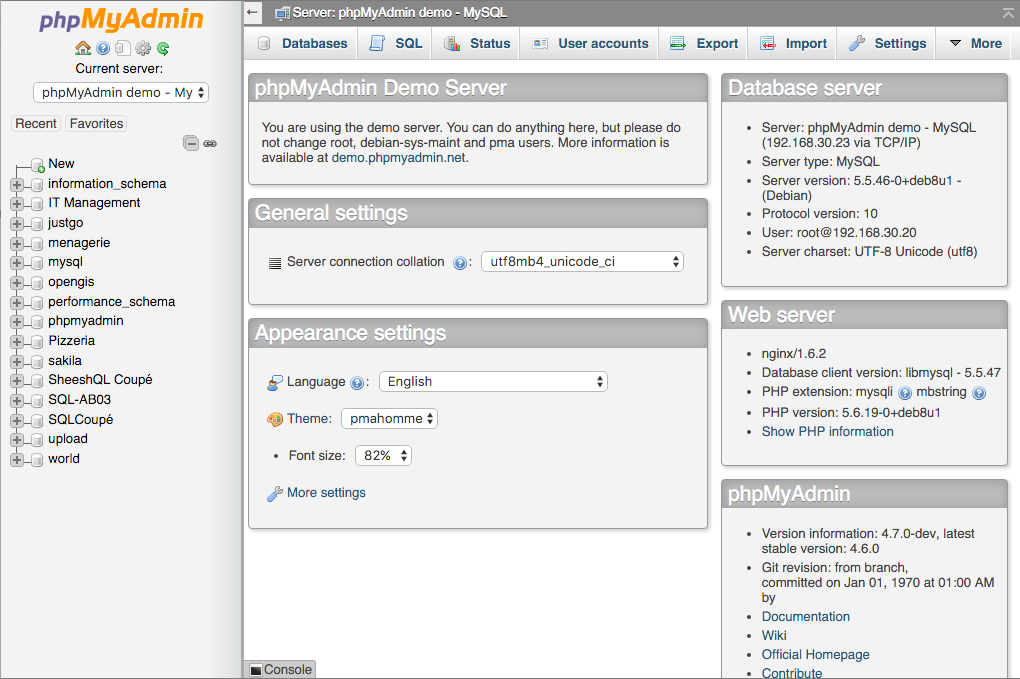 phpMyAdmin
Current server:
phpMyAdmin demo - My
Recent
Favorites
New
information_schema
IT Management
justgo
menagerie
mysql
opengis
performance_schema
phpmyadmin
Pizzeria
sakila
SheeshQL Coupé
SQL-AB03
SQLCoupé
upload
world
Server: phpMyAdmin demo - MySQL
Databases
SQL
Status
User accounts
Export
Import
Settings
More
phpMyAdmin Demo Server
You are using the demo server. You can do anything here, but please do
not change root, debian-sys-maint and pma users. More information is
available at demo.phpmyadmin.net.
General settings
Server connection collation :
utf8mb4_unicode_ci
Appearance settings
Language :
English
Theme:
pmahomme
• Font size:
82%
More settings
Console
Database server
• Server: phpMyAdmin demo - MySQL
(192.168.30.23 via TCP/IP)
• Server type: MySQL
• Server version: 5.5.46-0+deb8u1 -
(Debian)
• Protocol version: 10
• User: root@192.168.30.20
• Server charset: UTF-8 Unicode (utf8)
Web server
• nginx/1.6.2
• Database client version: libmysql - 5.5.47
• PHP extension: mysqli mbstring
• PHP version: 5.6.19-0+deb8u1
• Show PHP information
phpMyAdmin
• Version information: 4.7.0-dev, latest
stable version: 4.6.0
• Git revision: from branch,
committed on Jan 01, 1970 at 01:00 AM
by
• Documentation
• Wiki
• Official Homepage
• Contribute